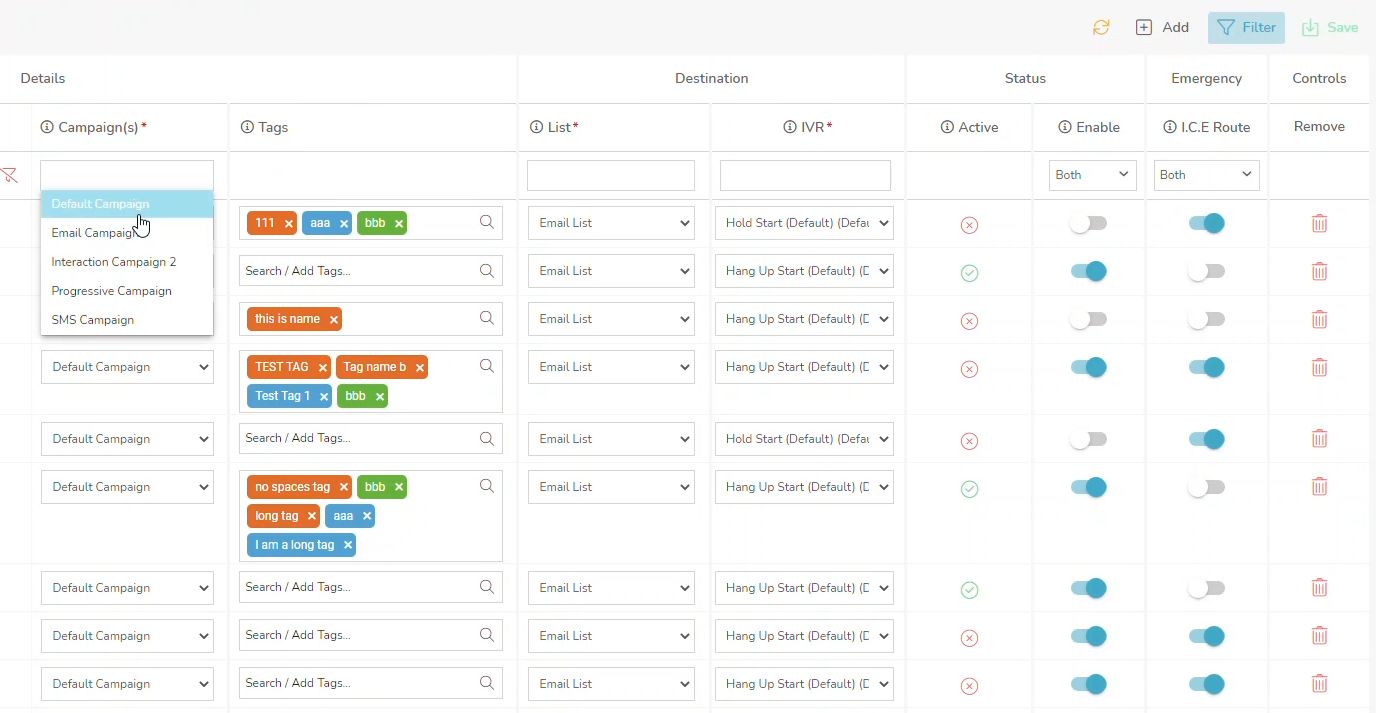 Add Filter Save
Details Destination Status Emergency Controls
Campaign(s) * Tags List* IVR* Active Enable I.C.E Route Remove
Both Both
Default Campaign
Email Campaign
Interaction Campaign 2
Progressive Campaign
SMS Campaign
111 aaa bbb Email List Hold Start (Default) (Defau
Search / Add Tags... Email List Hang Up Start (Default) (D
this is name Email List Hang Up Start (Default) (D
Default Campaign TEST TAG Tag name b Email List Hang Up Start (Default) (D
Test Tag 1 bbb
Default Campaign Search / Add Tags... Email List Hold Start (Default) (Defau
Default Campaign no spaces tag bbb Email List Hang Up Start (Default) (D
long tag aaa
I am a long tag
Default Campaign Search / Add Tags... Email List Hang Up Start (Default) (D
Default Campaign Search / Add Tags... Email List Hang Up Start (Default) (D
Default Campaign Search / Add Tags... Email List Hang Up Start (Default) (D